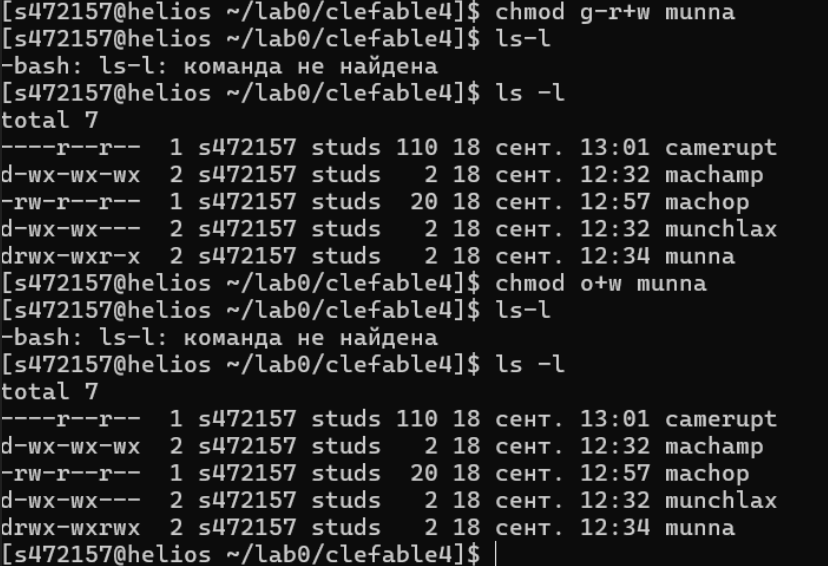 [s472157@helios ~/lab0/clefable4]$ chmod g-r+w munna
[s472157@helios ~/lab0/clefable4]$ ls-l
-bash: ls-l: команда не найдена
[s472157@helios ~/lab0/clefable4]$ ls -l
total 7
----r--r--  1 s472157 studs 110 18 сент. 13:01 camerupt
d-wx-wx-wx  2 s472157 studs   2 18 сент. 12:32 machamp
-rw-r--r--  1 s472157 studs  20 18 сент. 12:57 machop
d-wx-wx---  2 s472157 studs   2 18 сент. 12:32 munchlax
drwx-wxr-x  2 s472157 studs   2 18 сент. 12:34 munna
[s472157@helios ~/lab0/clefable4]$ chmod o+w munna
[s472157@helios ~/lab0/clefable4]$ ls-l
-bash: ls-l: команда не найдена
[s472157@helios ~/lab0/clefable4]$ ls -l
total 7
----r--r--  1 s472157 studs 110 18 сент. 13:01 camerupt
d-wx-wx-wx  2 s472157 studs   2 18 сент. 12:32 machamp
-rw-r--r--  1 s472157 studs  20 18 сент. 12:57 machop
d-wx-wx---  2 s472157 studs   2 18 сент. 12:32 munchlax
drwx-wxrwx  2 s472157 studs   2 18 сент. 12:34 munna
[s472157@helios ~/lab0/clefable4]$